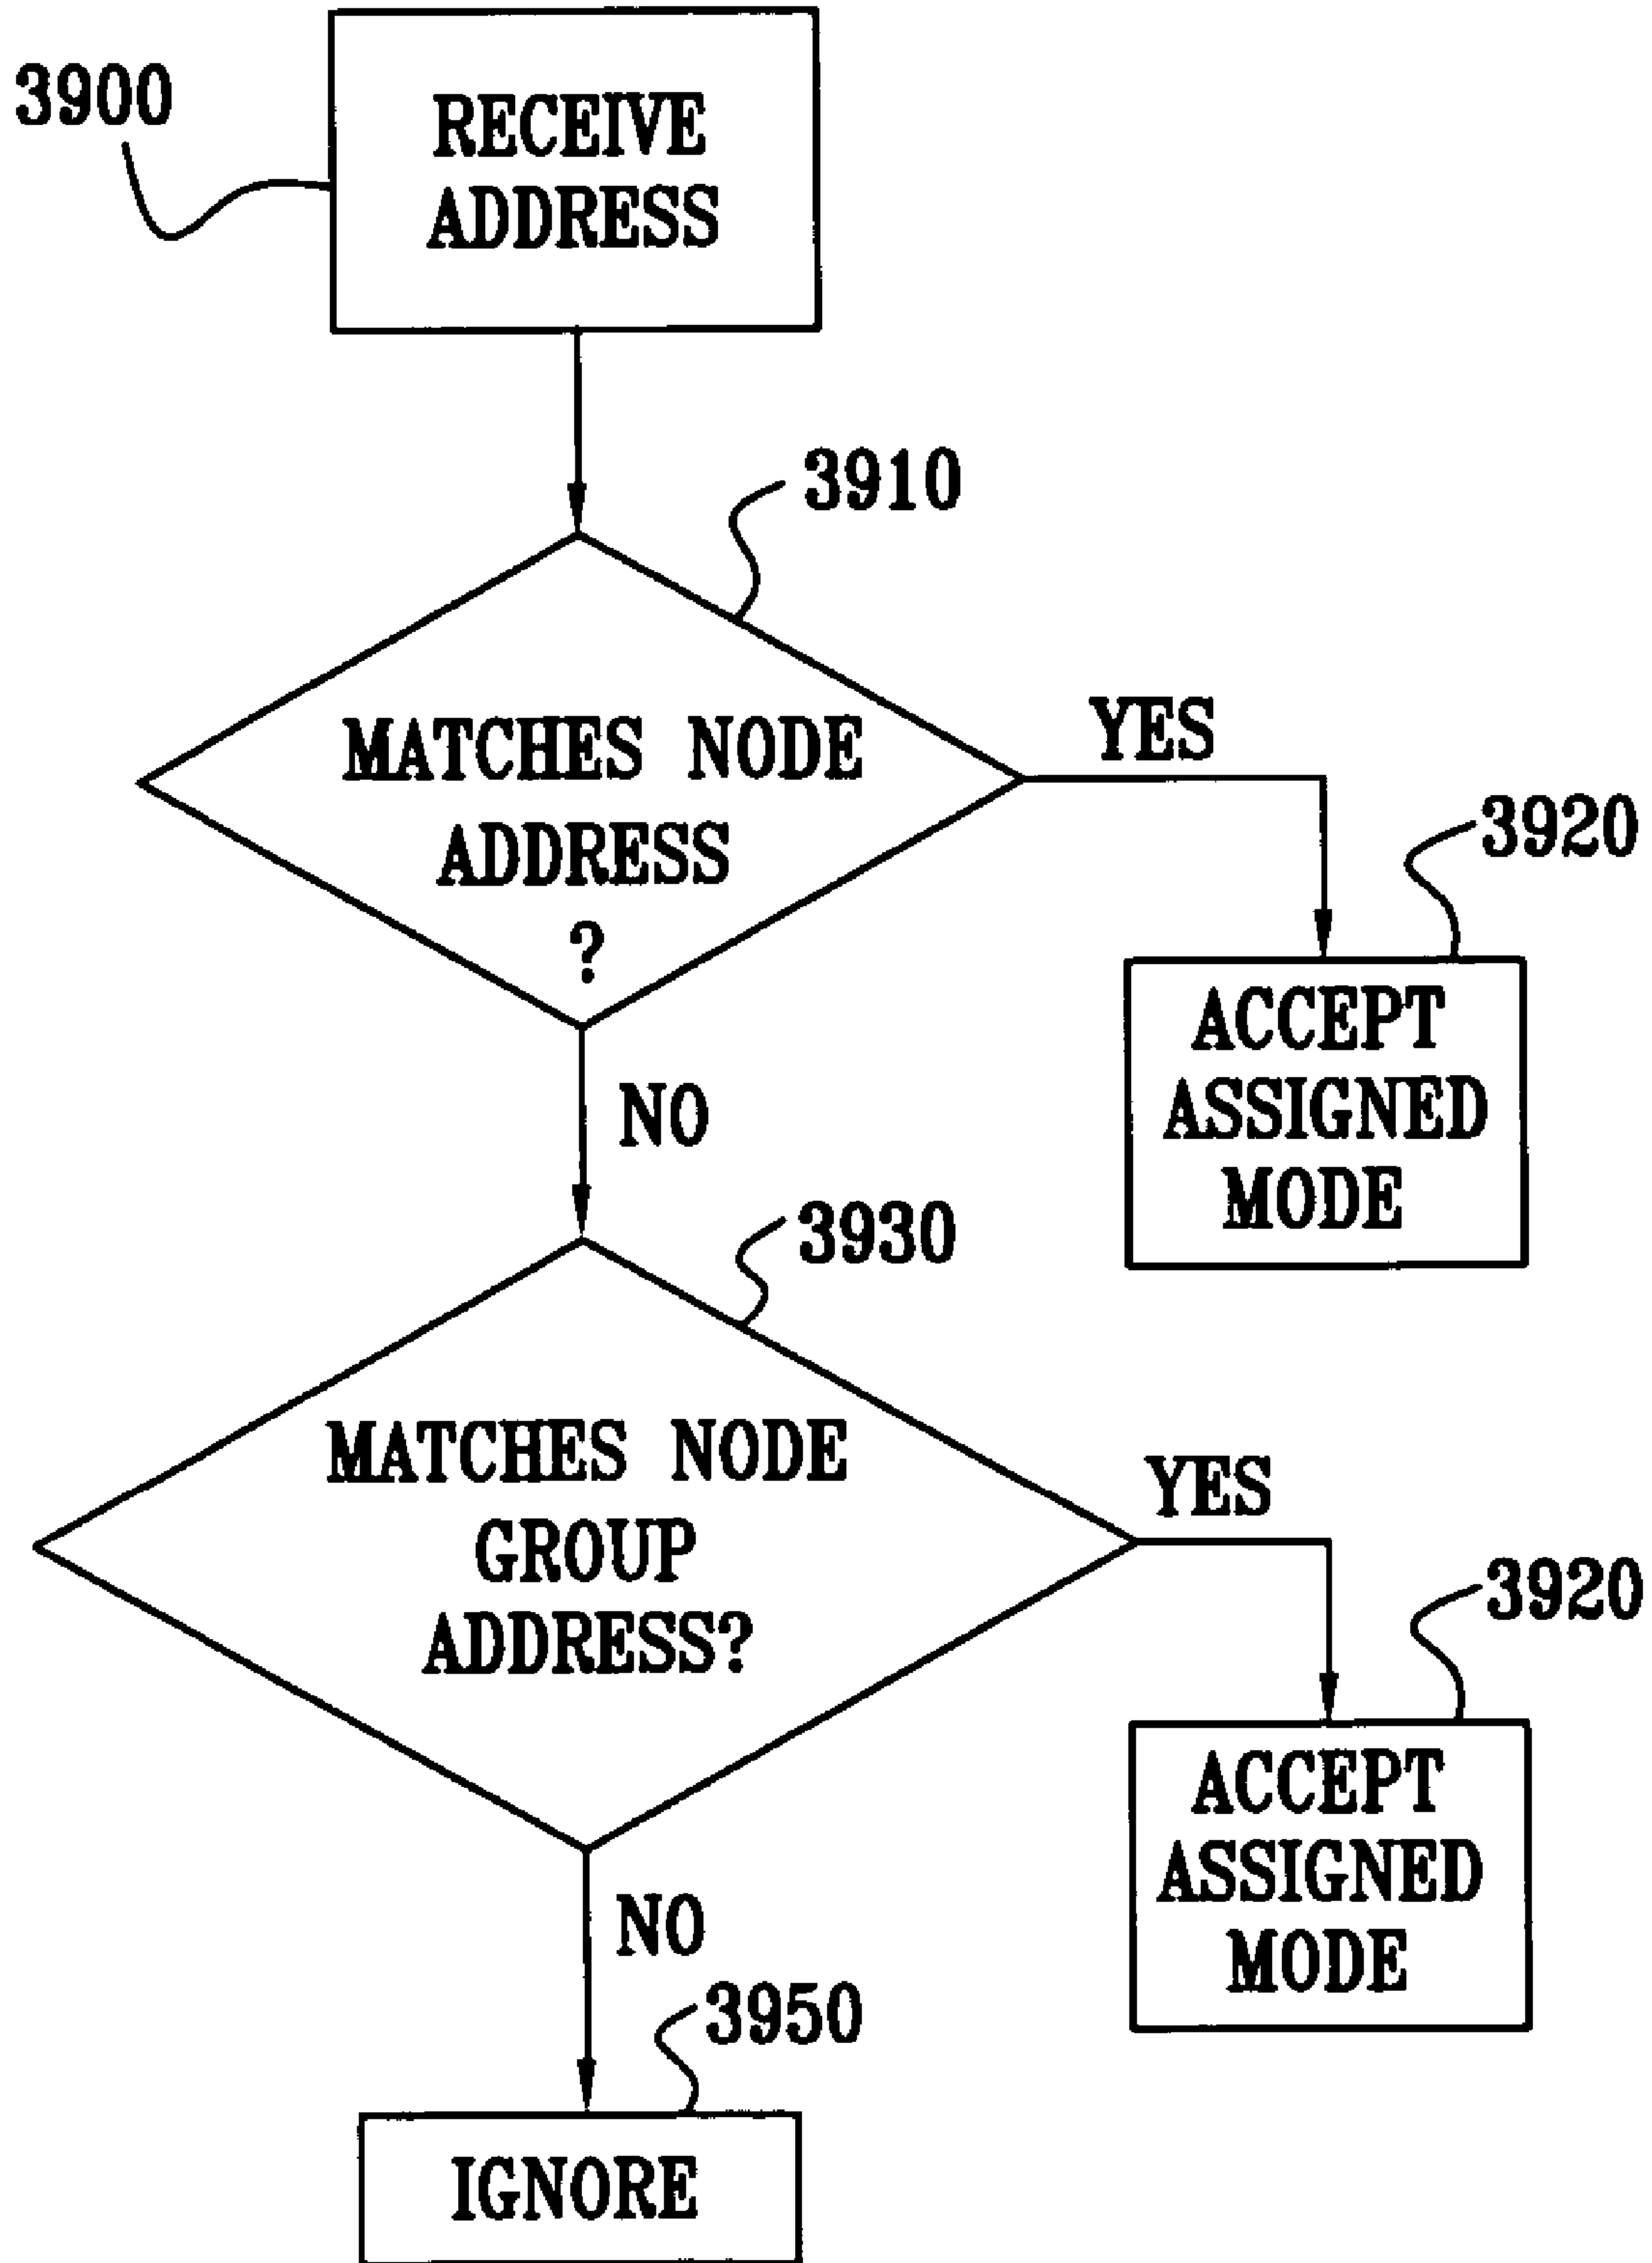 3900
RECEIVE
ADDRESS
3910
MATCHES NODE
ADDRESS
?
YES
3920
ACCEPT
ASSIGNED
MODE
NO
3930
MATCHES NODE
GROUP
ADDRESS?
YES
3920
ACCEPT
ASSIGNED
MODE
NO
3950
IGNORE